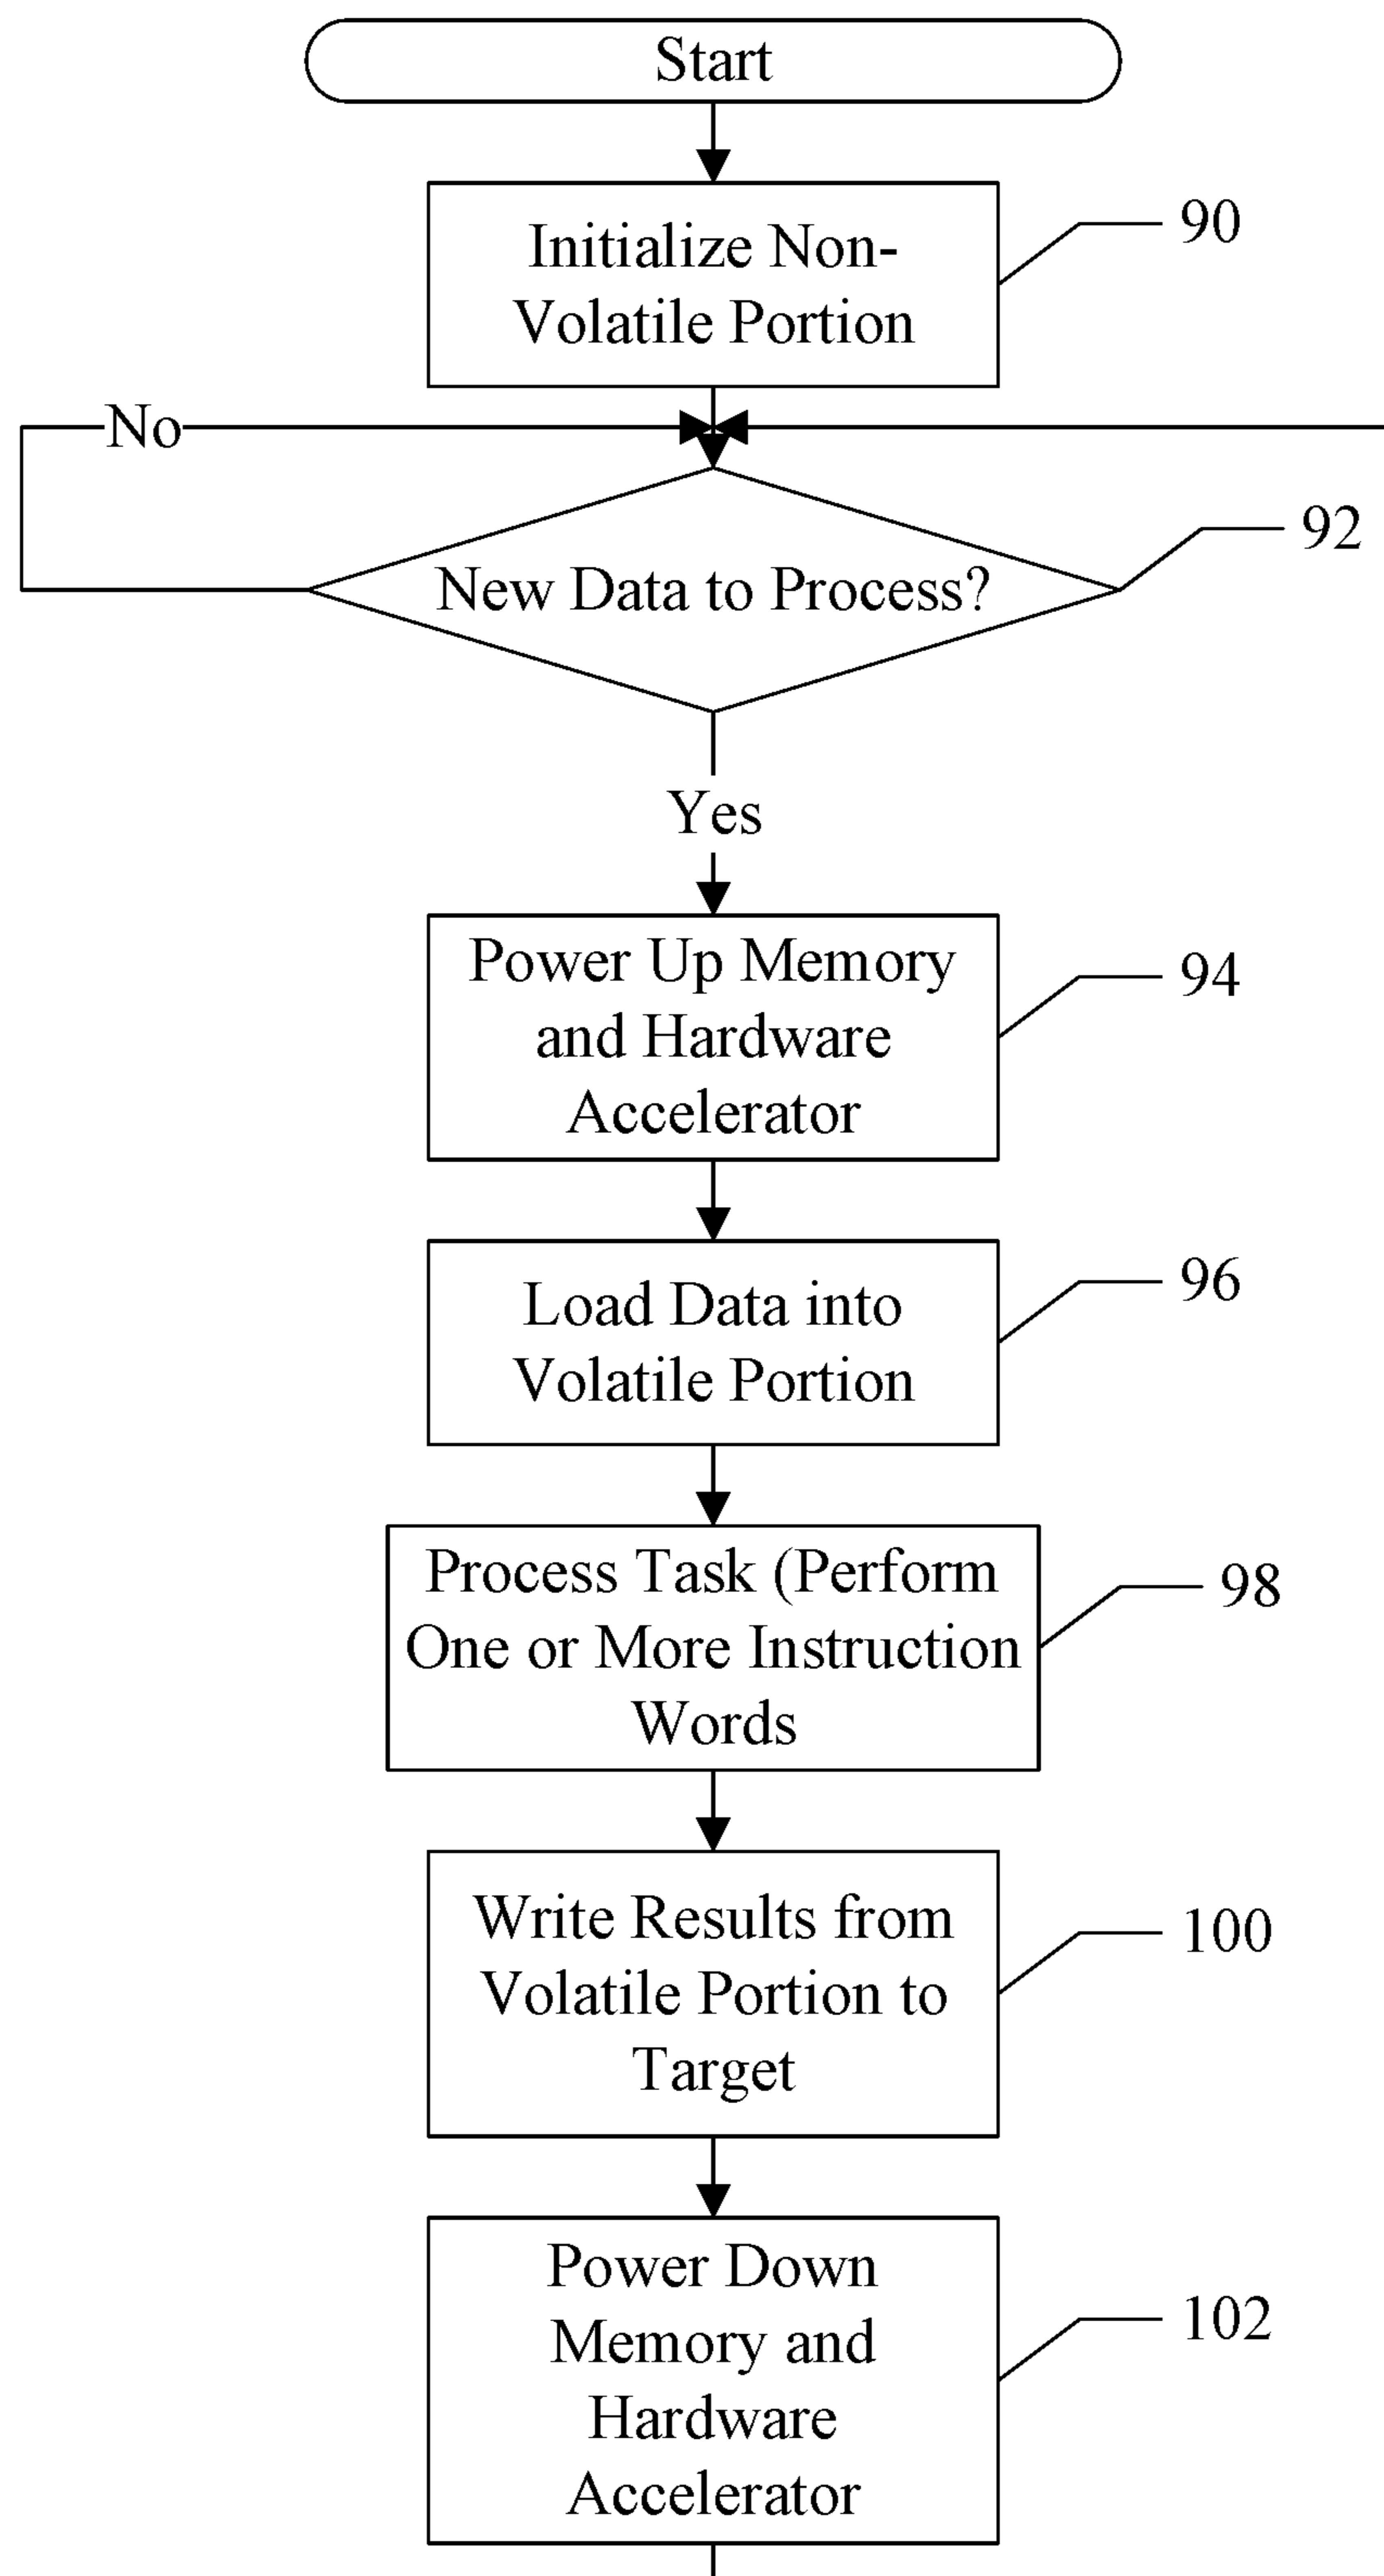 Start
Initialize Non-
Volatile Portion
90
No
New Data to Process?
92
Yes
Power Up Memory
and Hardware
Accelerator
94
Load Data into
Volatile Portion
96
Process Task (Perform
One or More Instruction
Words
98
Write Results from
Volatile Portion to
Target
100
Power Down
Memory and
Hardware
Accelerator
102